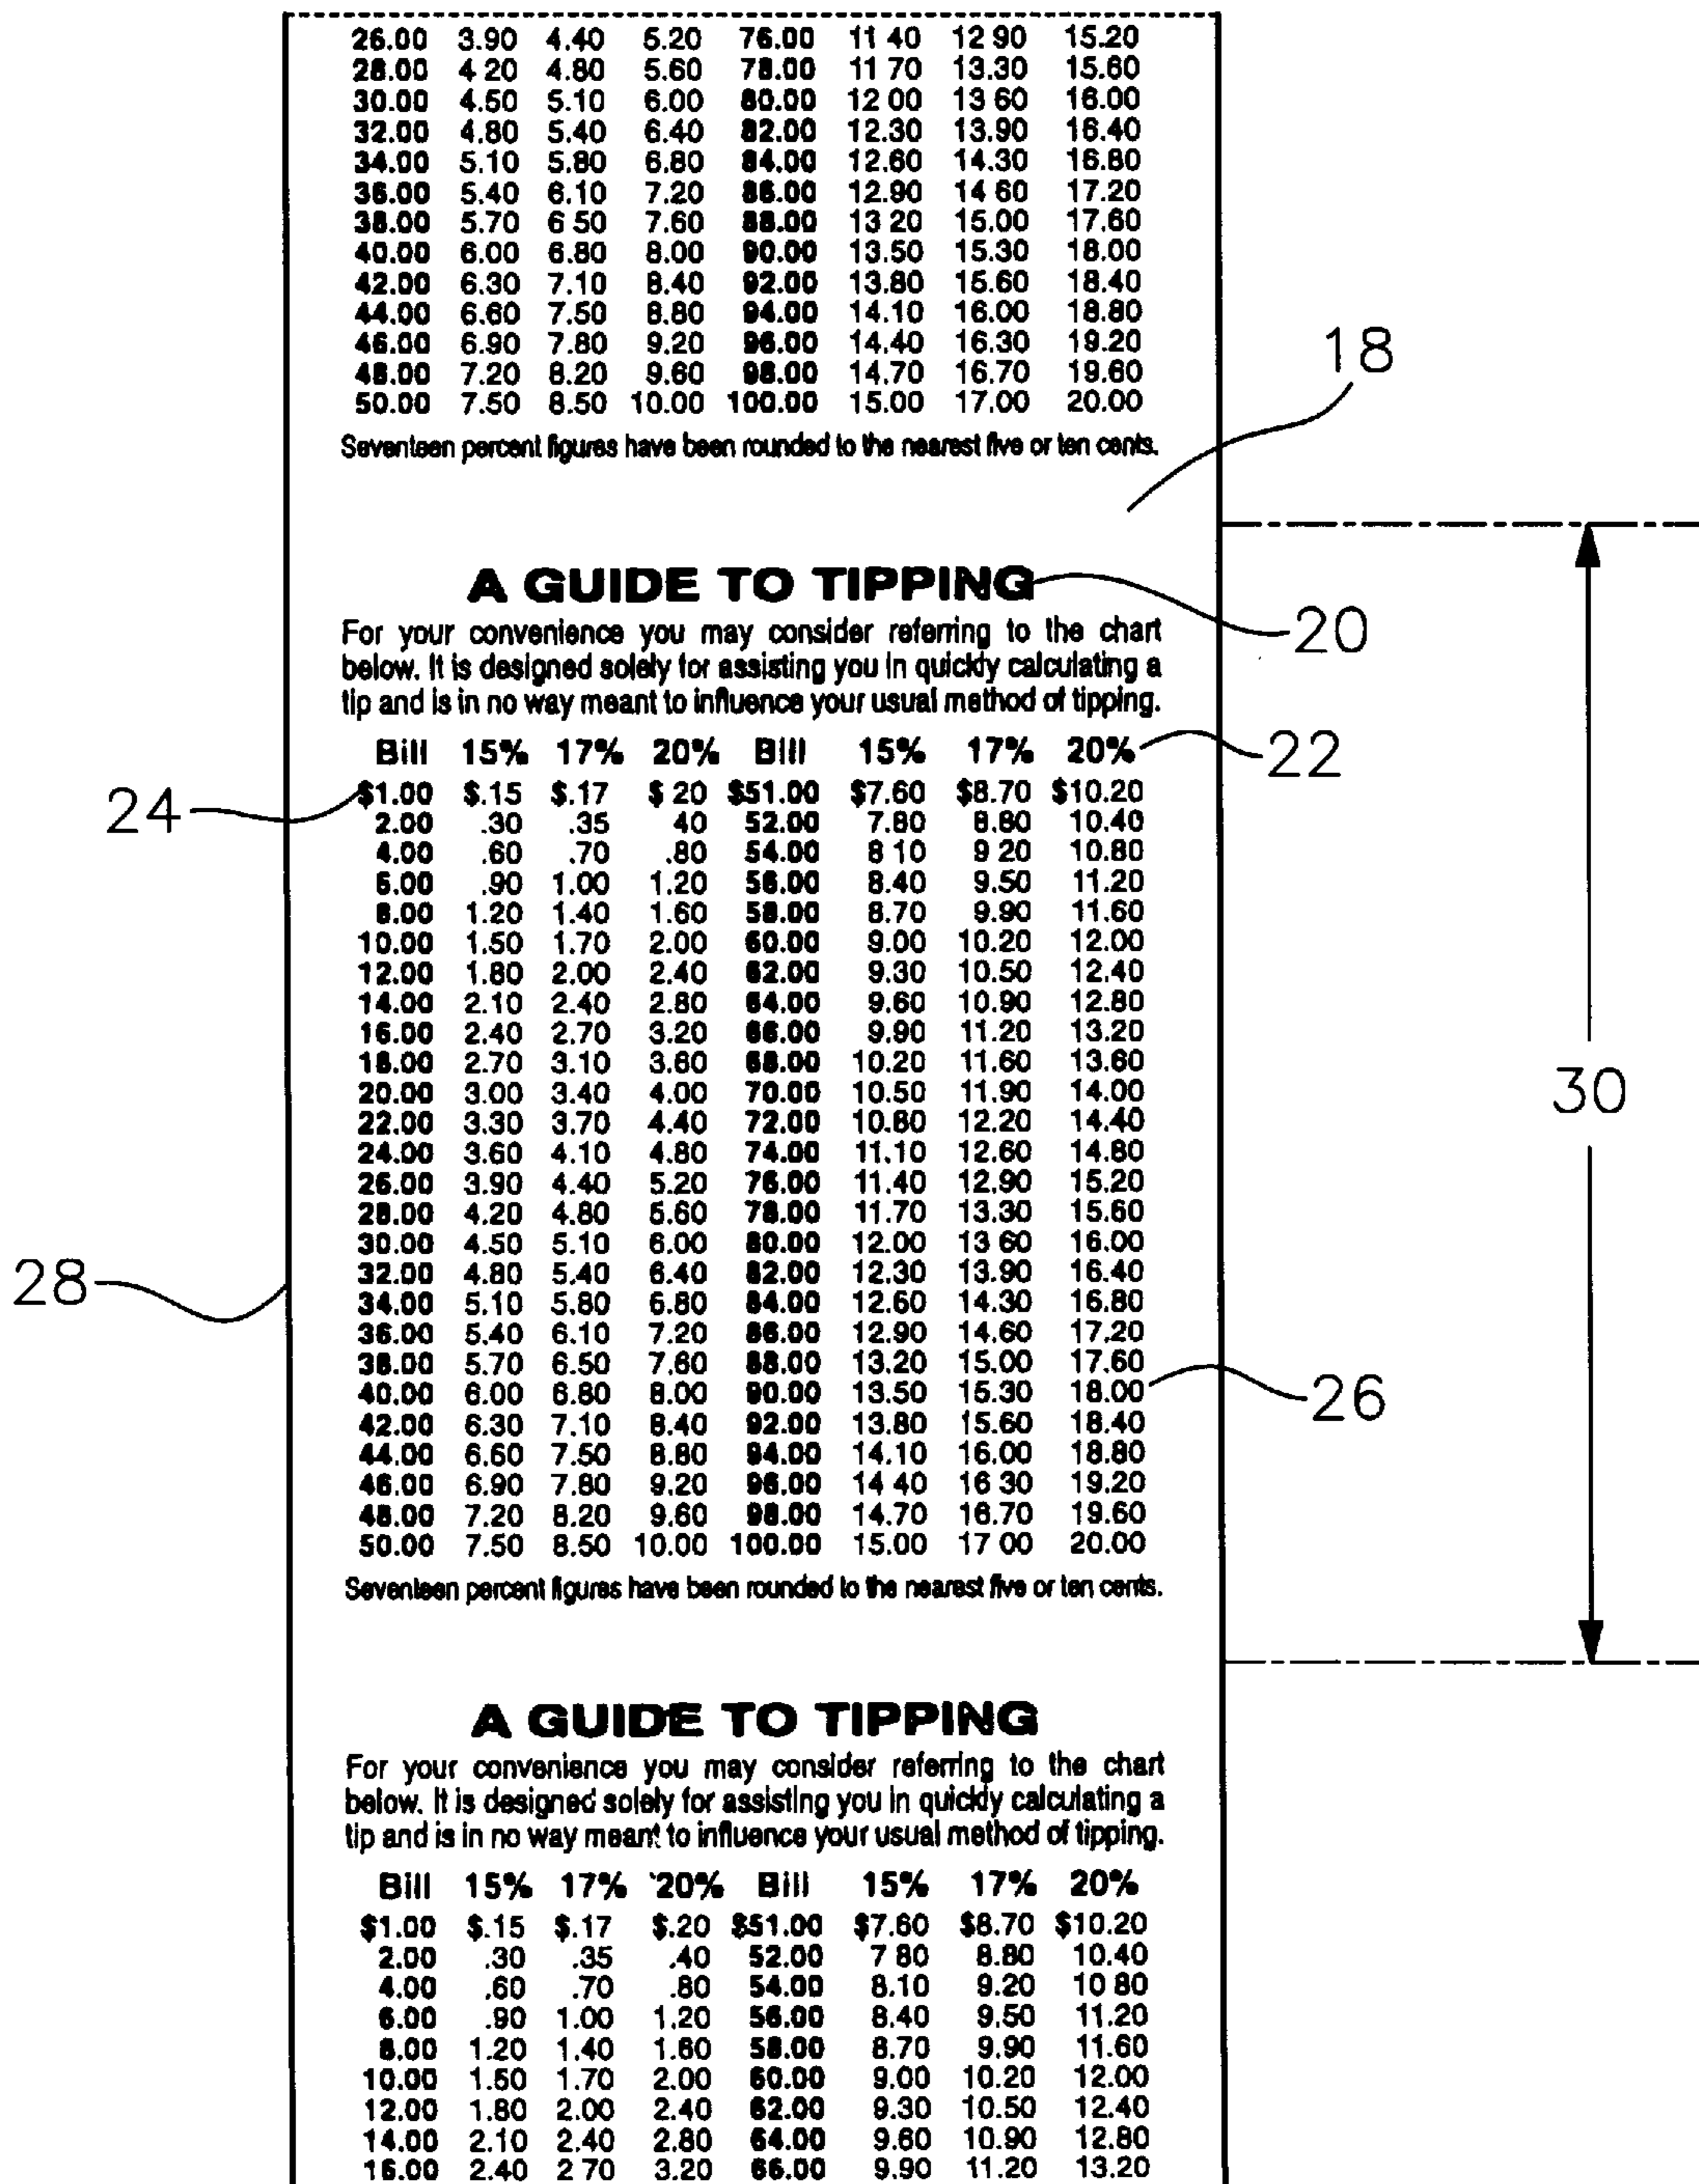 26.00 3.90 4.40 5.20 76.00 11 40 12 90 15.20
28.00 4 20 4.80 5.60 78.00 11 70 13.30 15.60
30.00 4.50 5.10 6.00 80.00 12 00 13 60 16.00
32.00 4.80 5.40 6.40 82.00 12.30 13.90 16.40
34.00 5.10 5.80 6.80 84.00 12.60 14.30 16.80
36.00 5.40 6.10 7.20 86.00 12.90 14 60 17.20
38.00 5.70 6 50 7.60 88.00 13 20 15.00 17.60
40.00 6.00 6.80 8.00 90.00 13.50 15.30 18.00
42.00 6.30 7.10 8.40 92.00 13.80 15.60 18.40
44.00 6.60 7.50 8.80 94.00 14.10 16.00 18.80
46.00 6.90 7.80 9.20 96.00 14.40 16.30 19.20
48.00 7.20 8.20 9.60 98.00 14.70 16.70 19.60
50.00 7.50 8.50 10.00 100.00 15.00 17.00 20.00
Seventeen percent figures have been rounded to the nearest five or ten cents.
18
A GUIDE TO TIPPING
20
For your convenience you may consider referring to the chart
below. It is designed solely for assisting you in quickly calculating a
tip and is in no way meant to influence your usual method of tipping.
Bill 15% 17% 20% Bill 15% 17% 20%
22
24
$1.00 $.15 $.17 $ 20 $51.00 $7.60 $8.70 $10.20
2.00 .30 .35 40 52.00 7.80 8.80 10.40
4.00 .60 .70 .80 54.00 8 10 9 20 10.80
6.00 .90 1.00 1.20 56.00 8.40 9.50 11.20
8.00 1.20 1.40 1.60 58.00 8.70 9.90 11.60
10.00 1.50 1.70 2.00 60.00 9.00 10.20 12.00
12.00 1.80 2.00 2.40 62.00 9.30 10.50 12.40
14.00 2.10 2.40 2.80 64.00 9.60 10.90 12.80
16.00 2.40 2.70 3.20 66.00 9.90 11.20 13.20
18.00 2.70 3.10 3.60 68.00 10.20 11.60 13.60
20.00 3.00 3.40 4.00 70.00 10.50 11.90 14.00
30
22.00 3.30 3.70 4.40 72.00 10.80 12.20 14.40
24.00 3.60 4.10 4.80 74.00 11.10 12.60 14.80
26.00 3.90 4.40 5.20 76.00 11.40 12.90 15.20
28.00 4.20 4.80 5.60 78.00 11.70 13.30 15.60
30.00 4.50 5.10 6.00 80.00 12.00 13 60 16.00
28
32.00 4.80 5.40 6.40 82.00 12.30 13.90 16.40
34.00 5.10 5.80 6.80 84.00 12.60 14.30 16.80
36.00 5.40 6.10 7.20 86.00 12.90 14.60 17.20
38.00 5.70 6.50 7.60 88.00 13.20 15.00 17.60
40.00 6.00 6.80 8.00 90.00 13.50 15.30 18.00
26
42.00 6.30 7.10 8.40 92.00 13.80 15.60 18.40
44.00 6.60 7.50 8.80 94.00 14.10 16.00 18.80
46.00 6.90 7.80 9.20 96.00 14 40 16 30 19.20
48.00 7.20 8.20 9.60 98.00 14.70 16.70 19.60
50.00 7.50 8.50 10.00 100.00 15.00 17 00 20.00
Seventeen percent figures have been rounded to the nearest five or ten cents.
A GUIDE TO TIPPING
For your convenience you may consider referring to the chart
below. It is designed solely for assisting you in quickly calculating a
tip and is in no way meant to influence your usual method of tipping.
Bill 15% 17% 20% Bill 15% 17% 20%
$1.00 $.15 $.17 $.20 $51.00 $7.60 $8.70 $10.20
2.00 .30 .35 .40 52.00 7 80 8.80 10.40
4.00 .60 .70 .80 54.00 8.10 9.20 10 80
6.00 .90 1.00 1.20 56.00 8.40 9.50 11.20
8.00 1.20 1.40 1.60 58.00 8.70 9.90 11.60
10.00 1.50 1.70 2.00 60.00 9.00 10.20 12.00
12.00 1.80 2.00 2.40 62.00 9.30 10.50 12.40
14.00 2.10 2.40 2.80 64.00 9.60 10.90 12.80
16.00 2.40 2 70 3.20 66.00 9.90 11.20 13.20